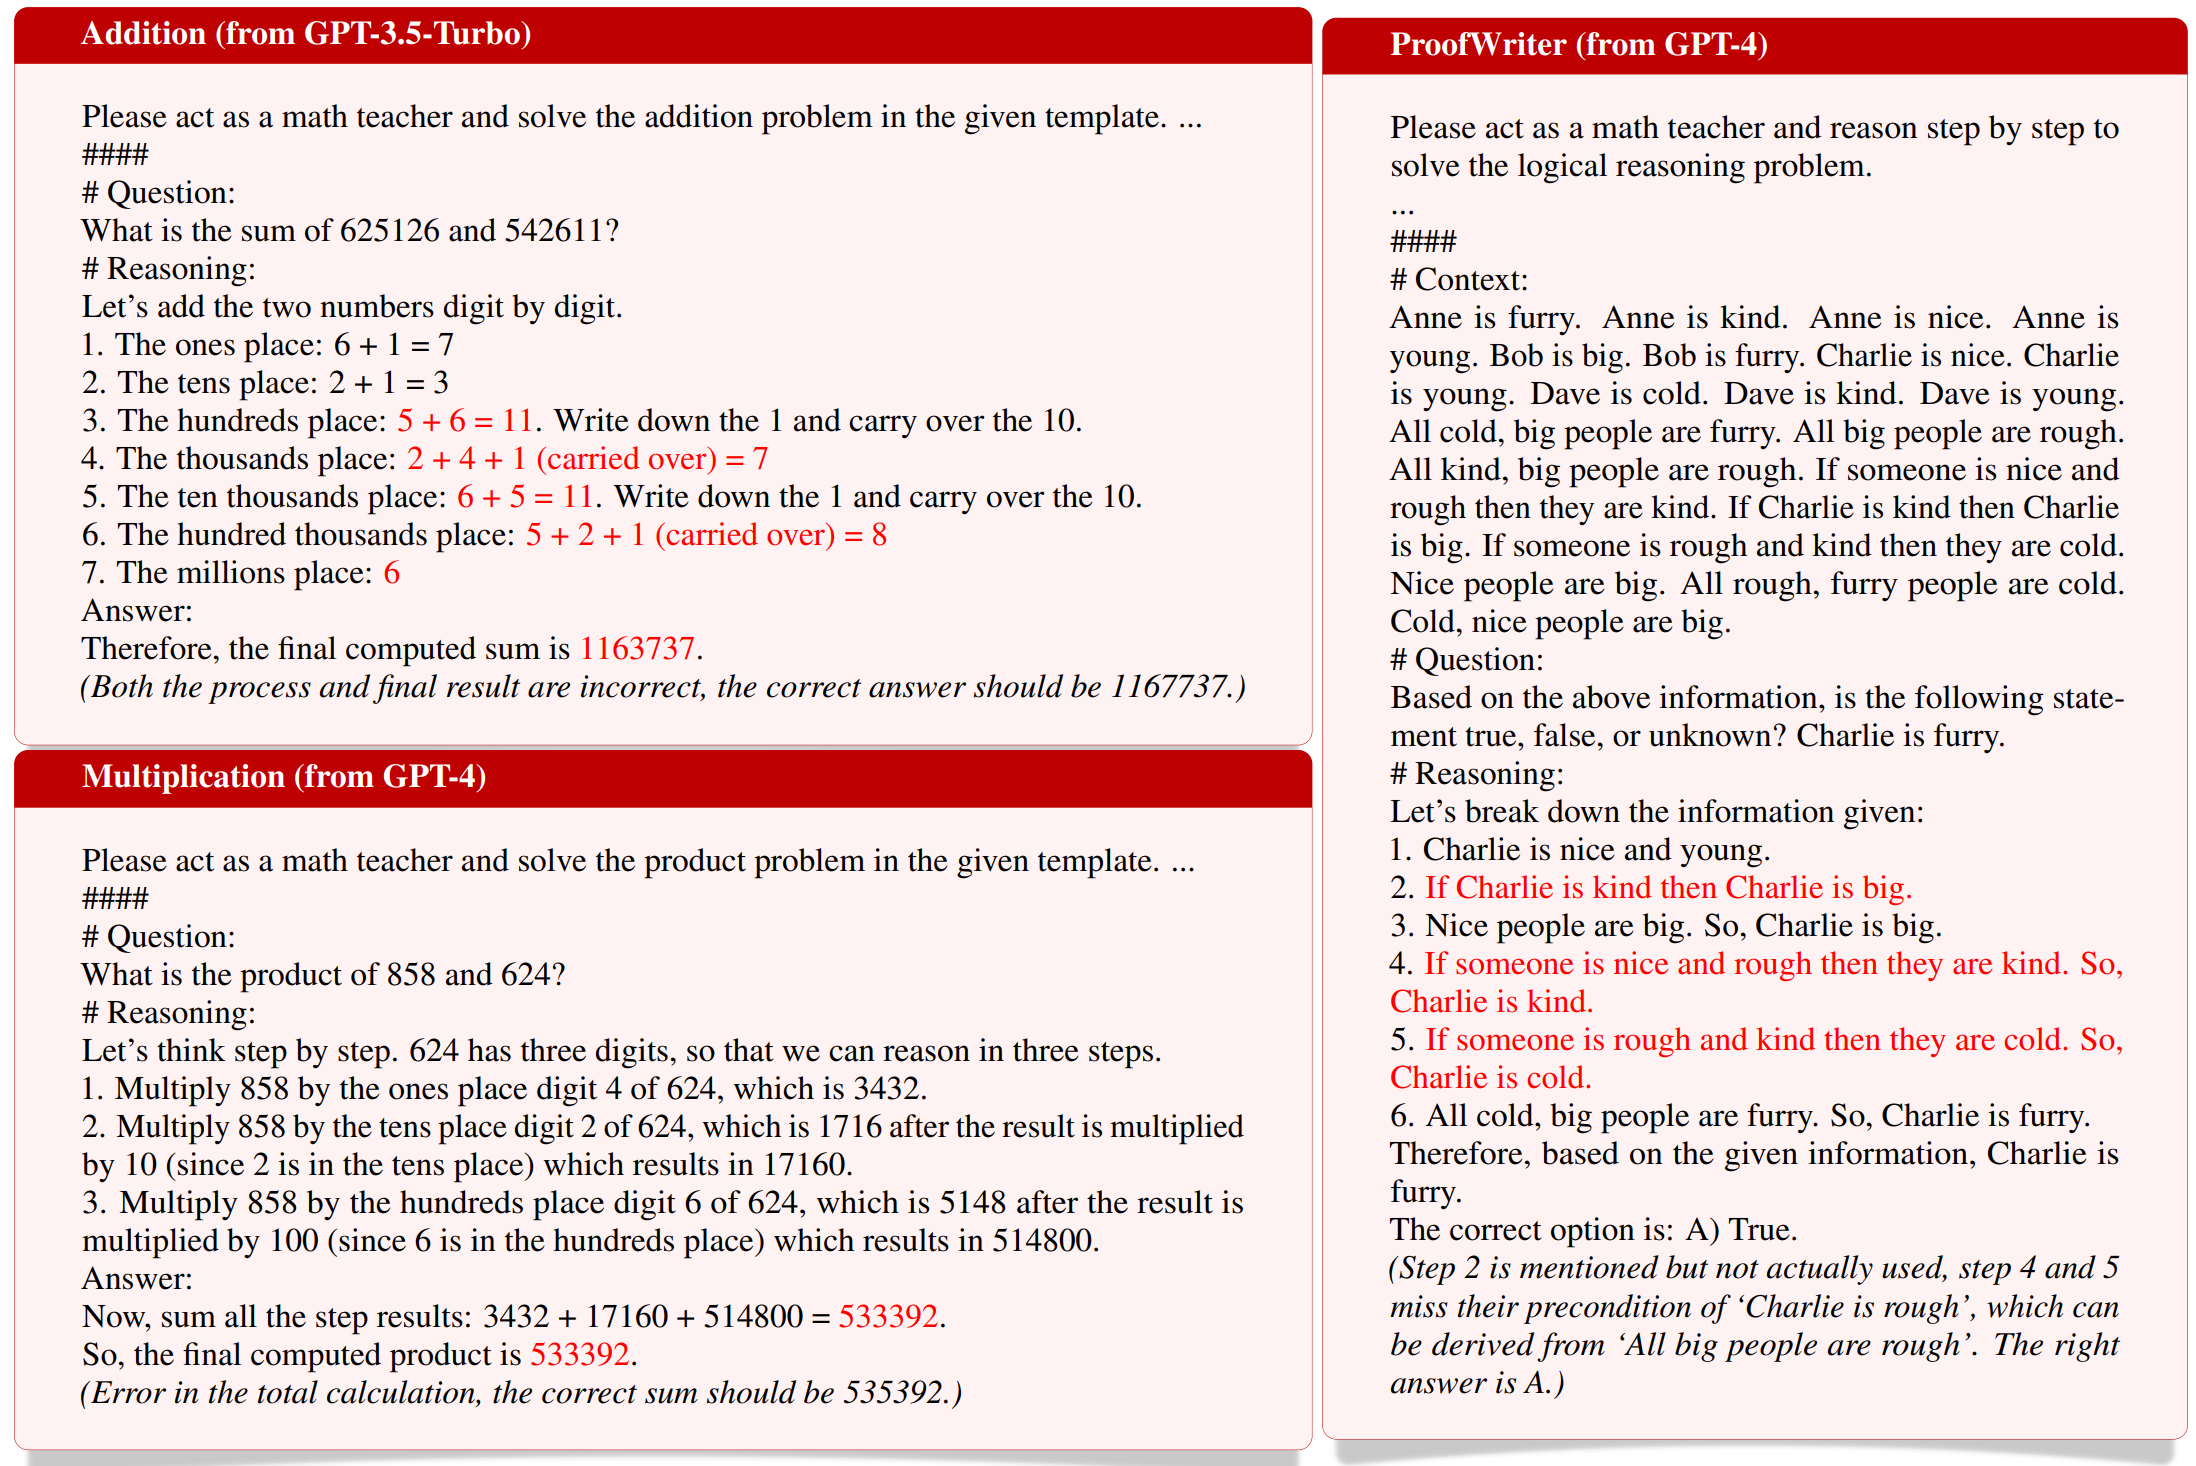 Addition (from GPT-3.5-Turbo)
Please act as a math teacher and solve the addition problem in the given template. ...
####
# Question:
What is the sum of 625126 and 542611?
# Reasoning:
Let’s add the two numbers digit by digit.
1. The ones place: 6 + 1 = 7
2. The tens place: 2 + 1 = 3
3. The hundreds place: 5 + 6 = 11. Write down the 1 and carry over the 10.
4. The thousands place: 2 + 4 + 1 (carried over) = 7
5. The ten thousands place: 6 + 5 = 11. Write down the 1 and carry over the 10.
6. The hundred thousands place: 5 + 2 + 1 (carried over) = 8
7. The millions place: 6
Answer:
Therefore, the final computed sum is 1163737.
(Both the process and final result are incorrect, the correct answer should be 1167737.)
Multiplication (from GPT-4)
Please act as a math teacher and solve the product problem in the given template. ...
####
# Question:
What is the product of 858 and 624?
# Reasoning:
Let’s think step by step. 624 has three digits, so that we can reason in three steps.
1. Multiply 858 by the ones place digit 4 of 624, which is 3432.
2. Multiply 858 by the tens place digit 2 of 624, which is 1716 after the result is multiplied
by 10 (since 2 is in the tens place) which results in 17160.
3. Multiply 858 by the hundreds place digit 6 of 624, which is 5148 after the result is
multiplied by 100 (since 6 is in the hundreds place) which results in 514800.
Answer:
Now, sum all the step results: 3432 + 17160 + 514800 = 533392.
So, the final computed product is 533392.
(Error in the total calculation, the correct sum should be 535392.)
ProofWriter (from GPT-4)
Please act as a math teacher and reason step by step to
solve the logical reasoning problem.
...
####
# Context:
Anne is furry. Anne is kind. Anne is nice. Anne is
young. Bob is big. Bob is furry. Charlie is nice. Charlie
is young. Dave is cold. Dave is kind. Dave is young.
All cold, big people are furry. All big people are rough.
All kind, big people are rough. If someone is nice and
rough then they are kind. If Charlie is kind then Charlie
is big. If someone is rough and kind then they are cold.
Nice people are big. All rough, furry people are cold.
Cold, nice people are big.
# Question:
Based on the above information, is the following state-
ment true, false, or unknown? Charlie is furry.
# Reasoning:
Let’s break down the information given:
1. Charlie is nice and young.
2. If Charlie is kind then Charlie is big.
3. Nice people are big. So, Charlie is big.
4. If someone is nice and rough then they are kind. So,
Charlie is kind.
5. If someone is rough and kind then they are cold. So,
Charlie is cold.
6. All cold, big people are furry. So, Charlie is furry.
Therefore, based on the given information, Charlie is
furry.
The correct option is: A) True.
(Step 2 is mentioned but not actually used, step 4 and 5
miss their precondition of ‘Charlie is rough’, which can
be derived from ‘All big people are rough’. The right
answer is A.)